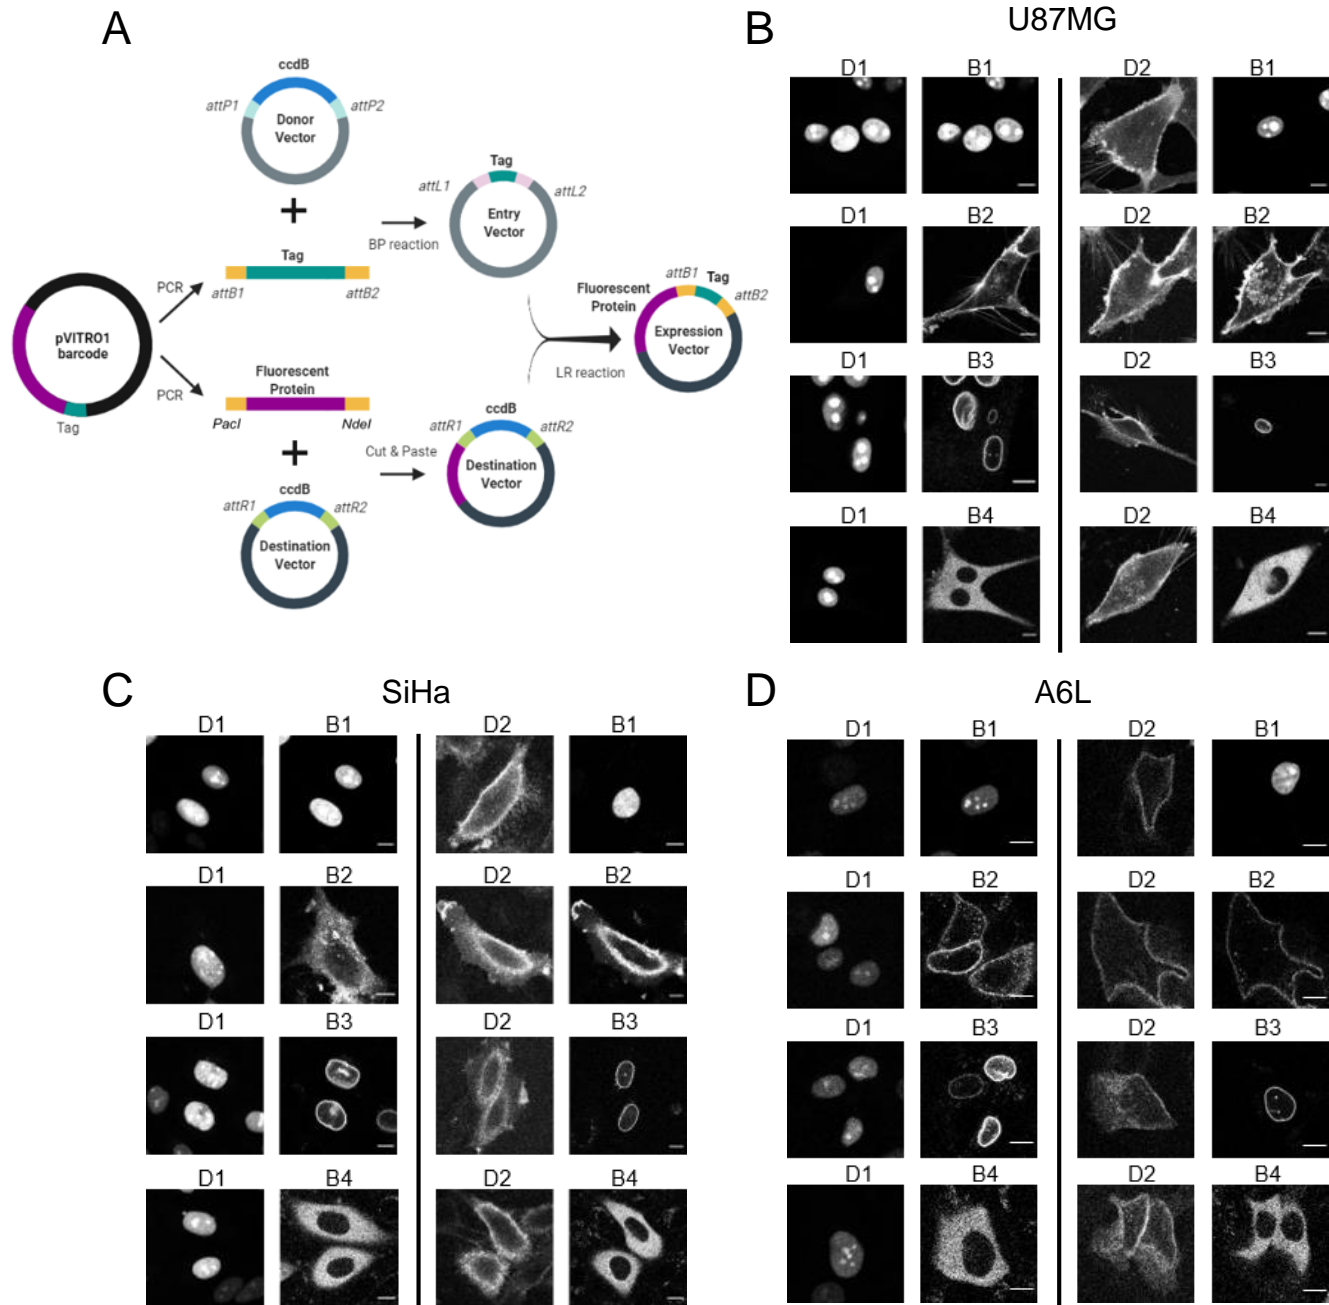 A
ccdB
attP1
attP2
Donor
Vector
Tag
attL1
attL2
Entry
Vector
BP reaction
Tag
PCR
attB1
attB2
attB1
Tag
attB2
Fluorescent
Protein
Expression
Vector
pVITRO1
barcode
Tag
PCR
Fluorescent
Protein
PacI
NdeI
LR reaction
ccdB
attR1
attR2
Cut & Paste
Destination
Vector
ccdB
attR1
attR2
Destination
Vector
B
U87MG
D1 B1 D2 B1
D1 B2 D2 B2
D1 B3 D2 B3
D1 B4 D2 B4
C
SiHa
D1 B1 D2 B1
D1 B2 D2 B2
D1 B3 D2 B3
D1 B4 D2 B4
D
A6L
D1 B1 D2 B1
D1 B2 D2 B2
D1 B3 D2 B3
D1 B4 D2 B4